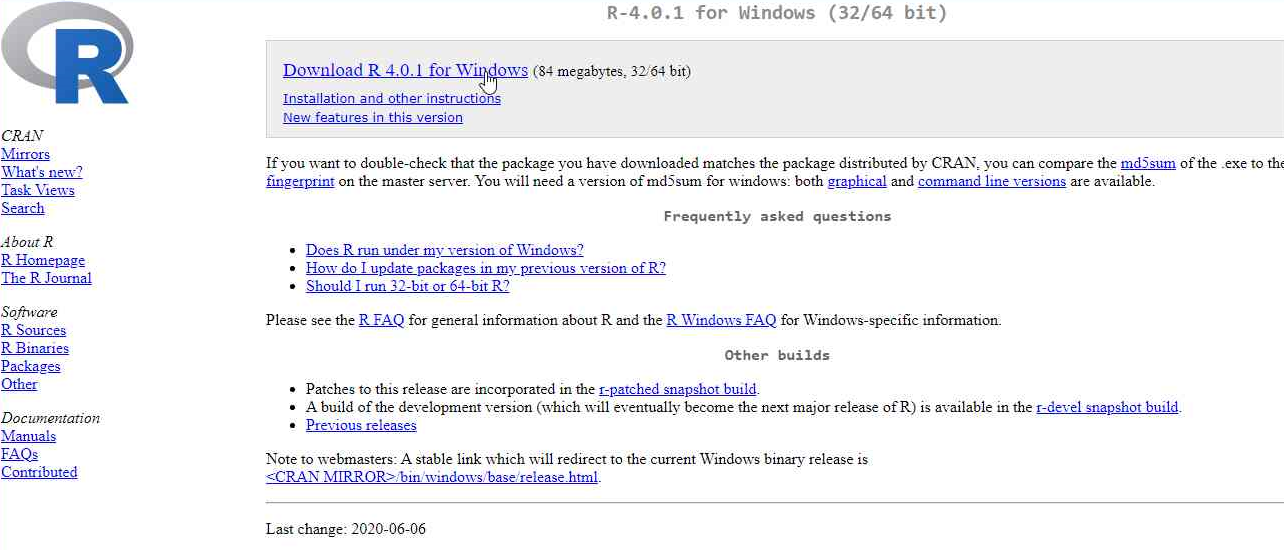 R
R-4.0.1 for Windows (32/64 bit)
Download R 4.0.1 for Windows (84 megabytes, 32/64 bit)
Installation and other instructions
New features in this version
CRAN
Mirrors
What's new?
Task Views
Search
About R
R Homepage
The R Journal
Software
R Sources
R Binaries
Packages
Other
Documentation
Manuals
FAQs
Contributed
If you want to double-check that the package you have downloaded matches the package distributed by CRAN, you can compare the md5sum of the .exe to the
fingerprint on the master server. You will need a version of md5sum for windows: both graphical and command line versions are available.
Frequently asked questions
• Does R run under my version of Windows?
• How do I update packages in my previous version of R?
• Should I run 32-bit or 64-bit R?
Please see the R FAQ for general information about R and the R Windows FAQ for Windows-specific information.
Other builds
• Patches to this release are incorporated in the r-patched snapshot build.
• A build of the development version (which will eventually become the next major release of R) is available in the r-devel snapshot build.
• Previous releases
Note to webmasters: A stable link which will redirect to the current Windows binary release is
<CRAN MIRROR>/bin/windows/base/release.html.
Last change: 2020-06-06